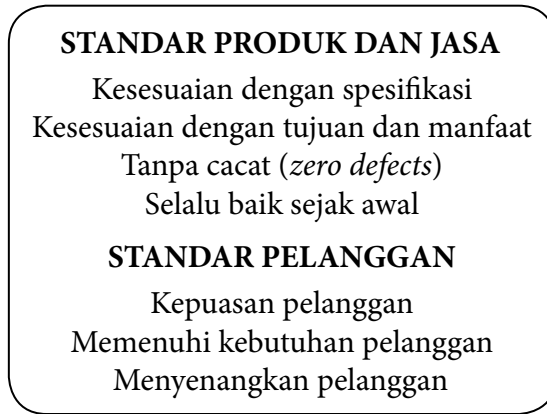 STANDAR PRODUK DAN JASA
Kesesuaian dengan spesifikasi
Kesesuaian dengan tujuan dan manfaat
Tanpa cacat (zero defects)
Selalu baik sejak awal
STANDAR PELANGGAN
Kepuasan pelanggan
Memenuhi kebutuhan pelanggan
Menyenangkan pelanggan